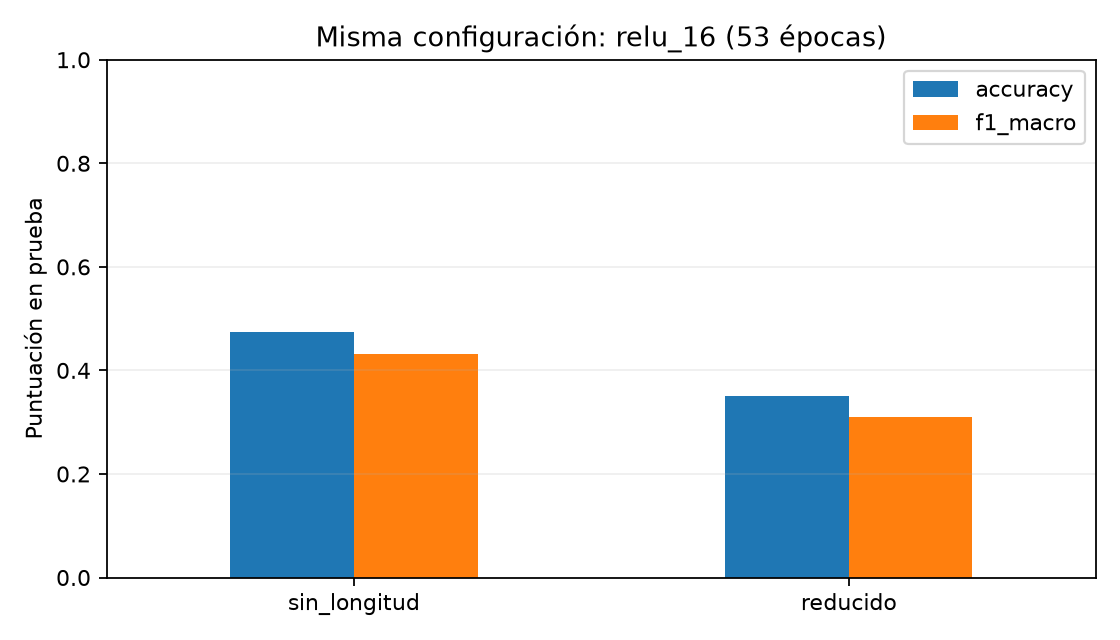 Misma configuración: relu_16 (53 épocas)
accuracy
f1_macro
Puntuación en prueba
1.0
0.8
0.6
0.4
0.2
0.0
sin_longitud
reducido